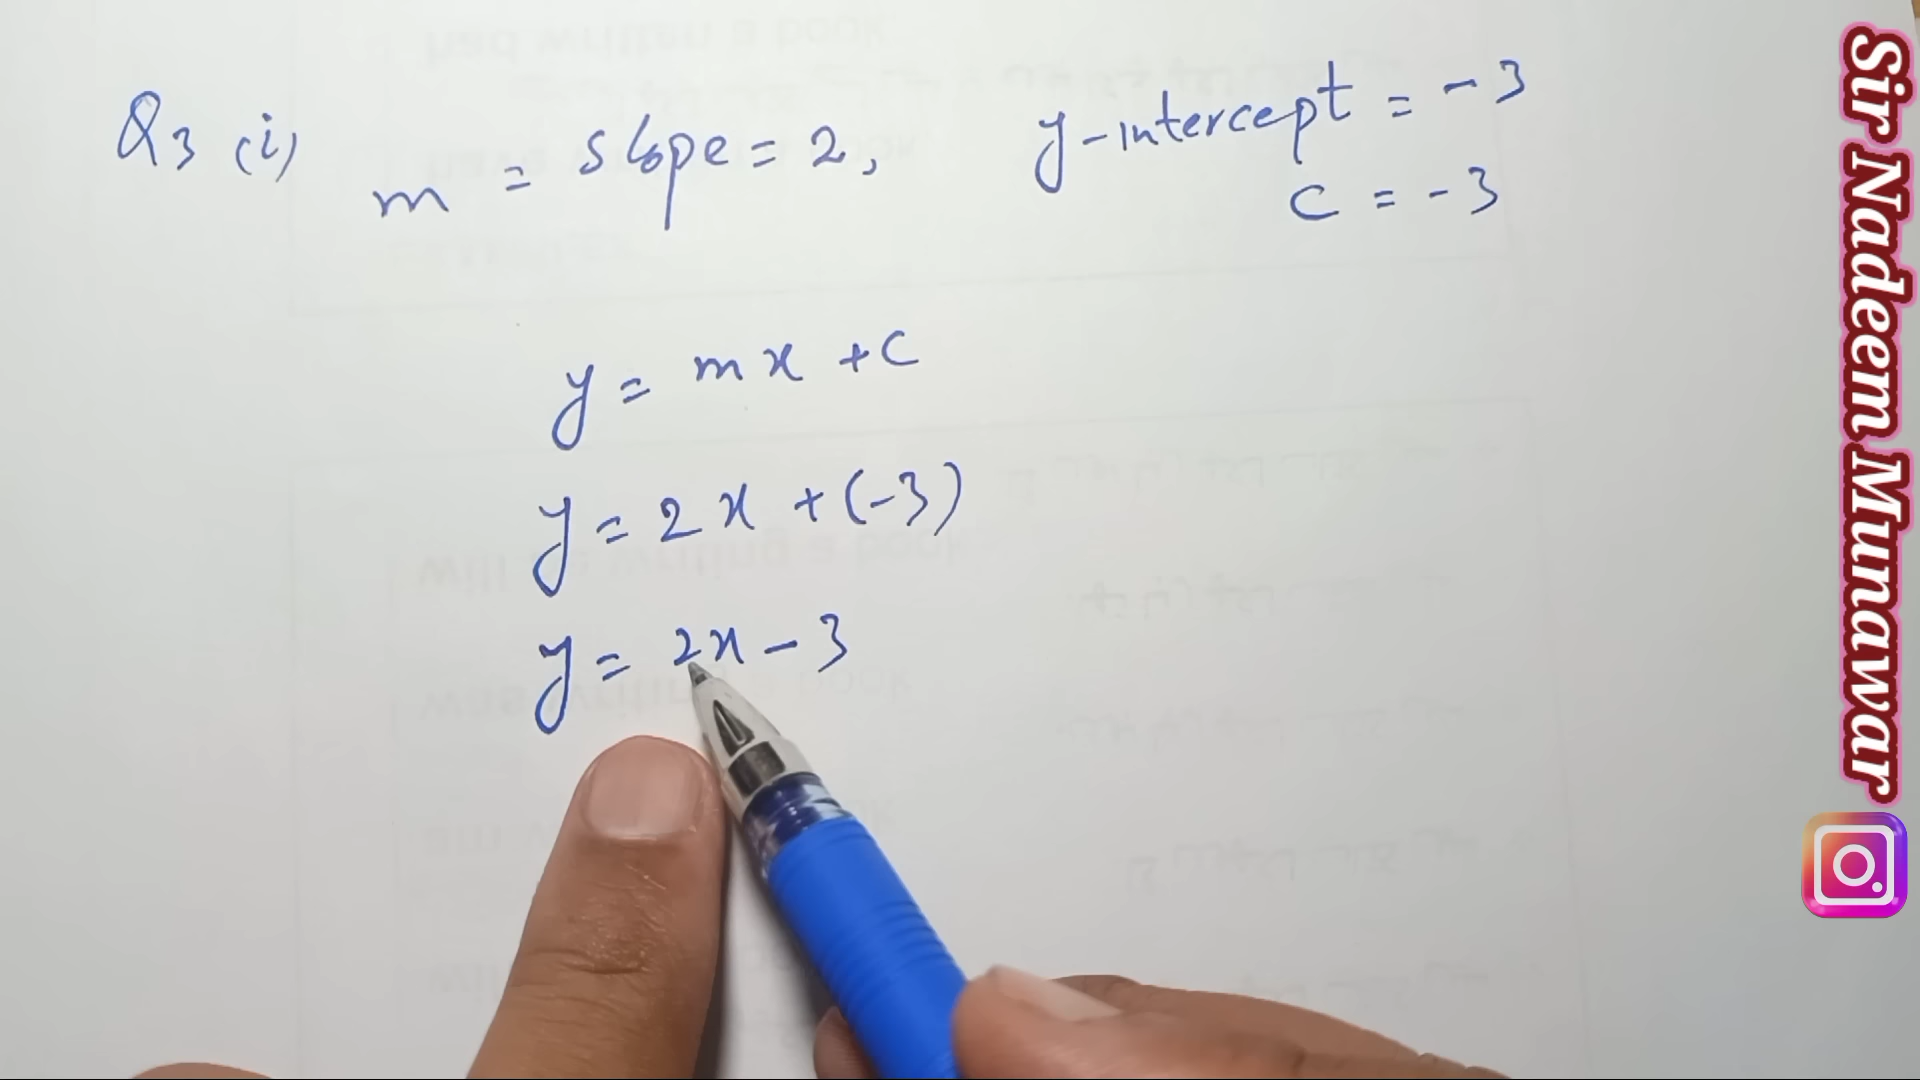 Q3 (i) m = slope = 2, y-intercept = -3
c = -3
y = mx + c
y = 2x + (-3)
y = 2x - 3
Sir Nadeem Munawar